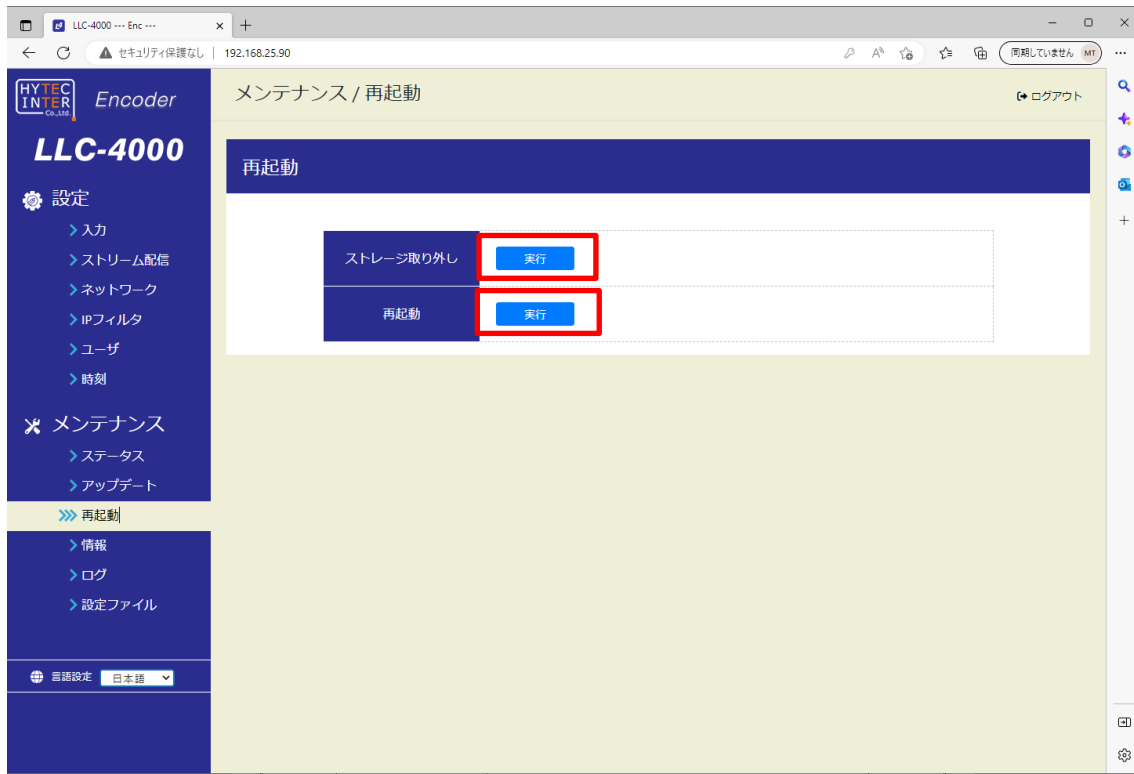 LLC-4000 --- Enc ---
セキュリティ保護なし 192.168.25.90
同期していません MT
HYTEC
INTER
Co.,Ltd.
Encoder
LLC-4000
設定
入力
ストリーム配信
ネットワーク
IPフィルタ
ユーザ
時刻
メンテナンス
ステータス
アップデート
再起動
情報
ログ
設定ファイル
言語設定 日本語
メンテナンス / 再起動
ログアウト
再起動
ストレージ取り外し 実行
再起動 実行